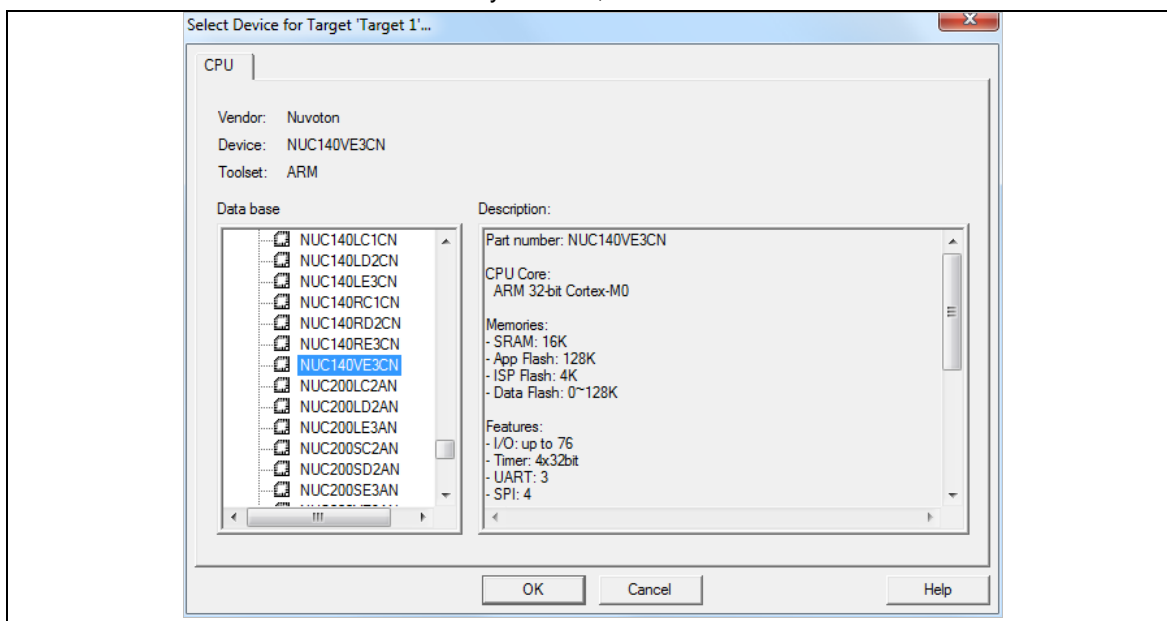 Select Device for Target 'Target 1'...
CPU
Vendor: Nuvoton
Device: NUC140VE3CN
Toolset: ARM
Data base
NUC140LC1CN
NUC140LD2CN
NUC140LE3CN
NUC140RC1CN
NUC140RD2CN
NUC140RE3CN
NUC140VE3CN
NUC200LC2AN
NUC200LD2AN
NUC200LE3AN
NUC200SC2AN
NUC200SD2AN
NUC200SE3AN
Description:
Part number: NUC140VE3CN
CPU Core:
ARM 32-bit Cortex-M0
Memories:
- SRAM: 16K
- App Flash: 128K
- ISP Flash: 4K
- Data Flash: 0~128K
Features:
- I/O: up to 76
- Timer: 4x32bit
- UART: 3
- SPI: 4
OK
Cancel
Help